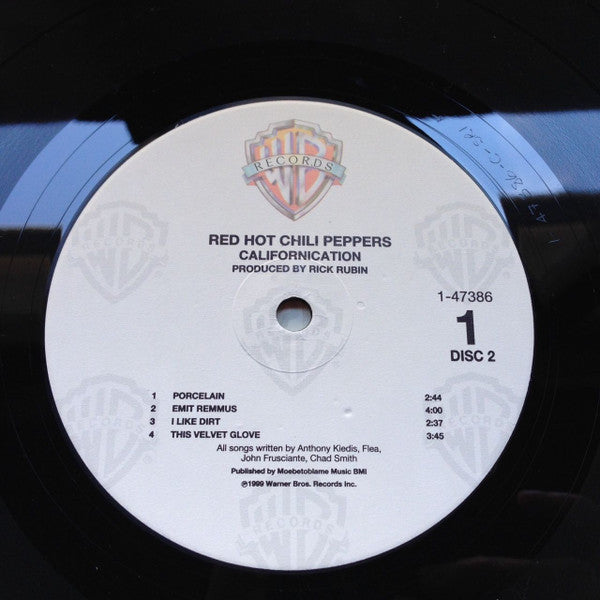 WB
RECORDS
RED HOT CHILI PEPPERS
CALIFORNICATION
PRODUCED BY RICK RUBIN
1-47386
1
DISC 2
1 PORCELAIN 2:44
2 EMIT REMMUS 4:00
3 I LIKE DIRT 2:37
4 THIS VELVET GLOVE 3:45
All songs written by Anthony Kiedis, Flea,
John Frusciante, Chad Smith
Published by Moebetoblame Music BMI
℗1999 Warner Bros. Records Inc.